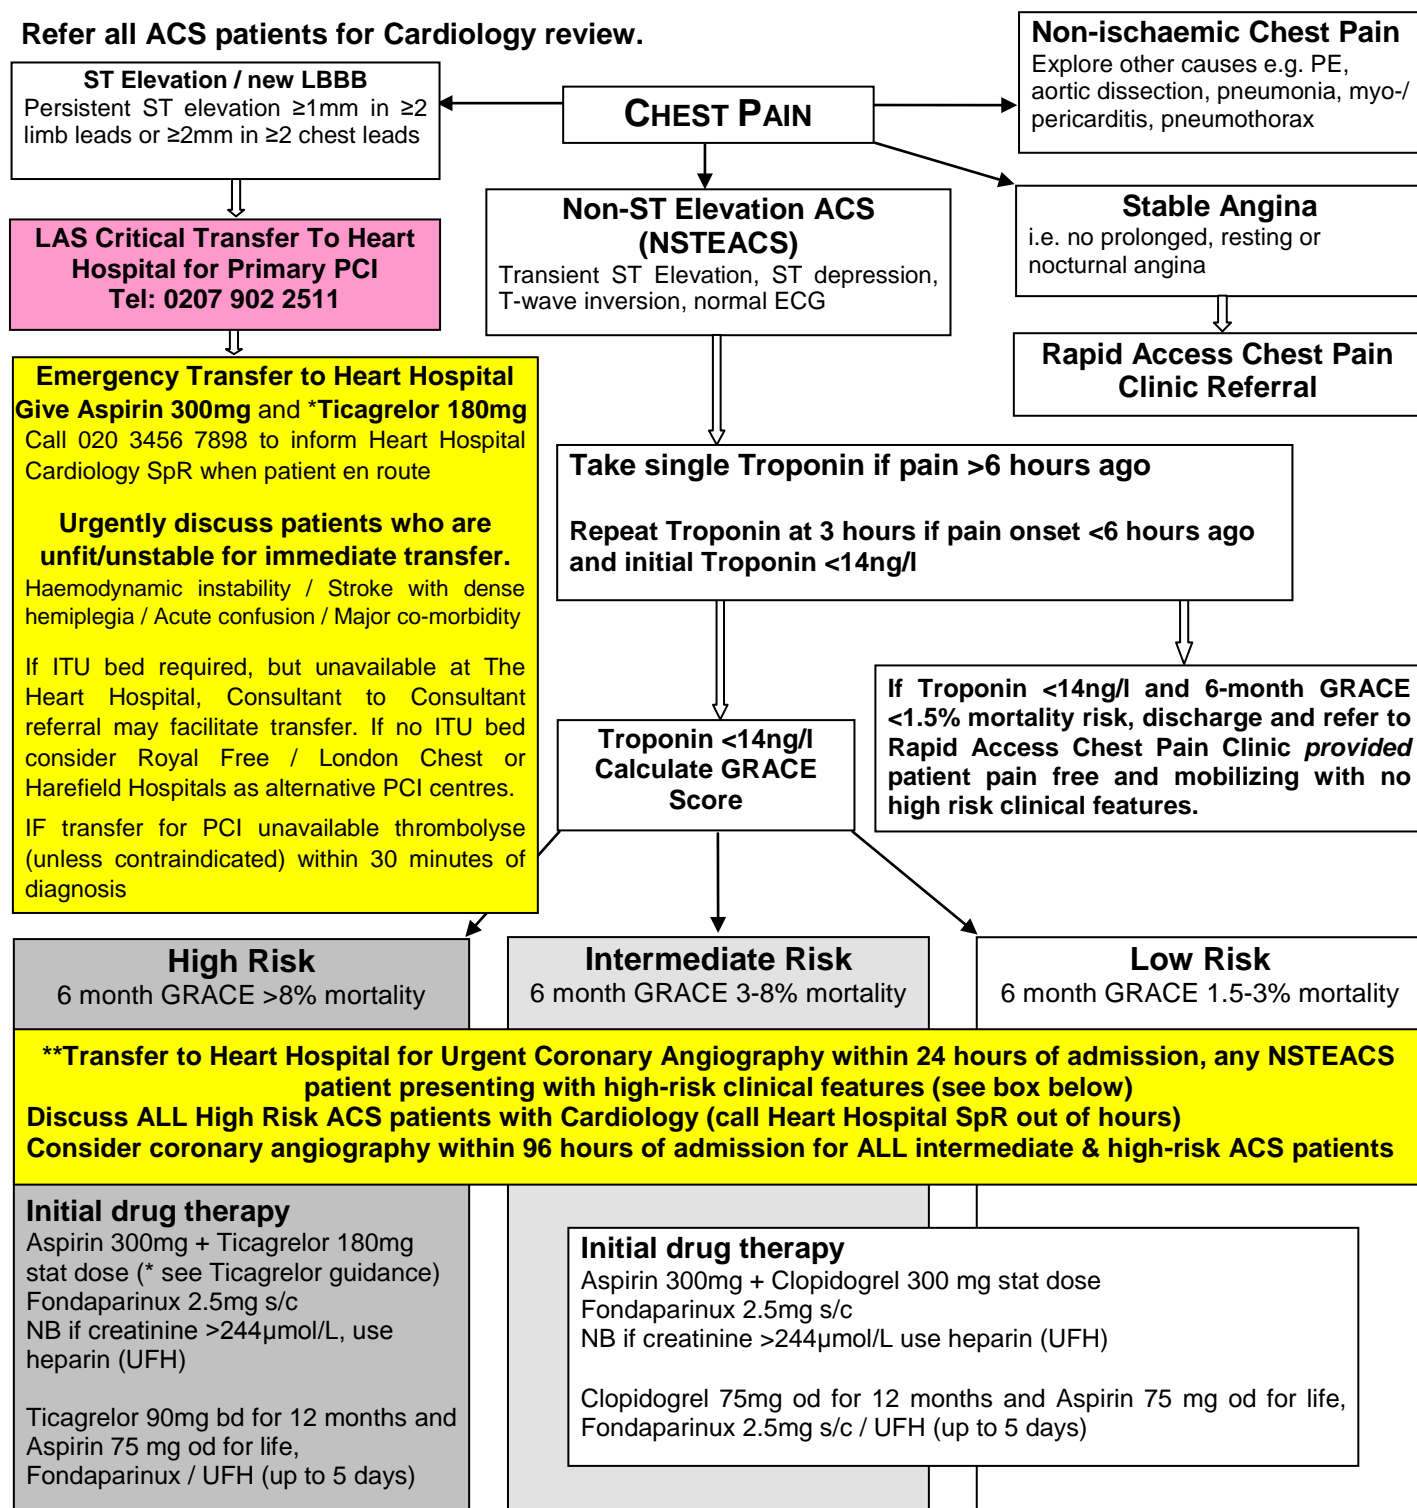 Refer all ACS patients for Cardiology review.
ST Elevation / new LBBB
Persistent ST elevation ≥1mm in ≥2
limb leads or ≥2mm in ≥2 chest leads
CHEST PAIN
Non-ischaemic Chest Pain
Explore other causes e.g. PE,
aortic dissection, pneumonia, myo-/
pericarditis, pneumothorax
LAS Critical Transfer To Heart
Hospital for Primary PCI
Tel: 0207 902 2511
Non-ST Elevation ACS
(NSTEACS)
Transient ST Elevation, ST depression,
T-wave inversion, normal ECG
Stable Angina
i.e. no prolonged, resting or
nocturnal angina
Rapid Access Chest Pain
Clinic Referral
Emergency Transfer to Heart Hospital
Give Aspirin 300mg and *Ticagrelor 180mg
Call 020 3456 7898 to inform Heart Hospital
Cardiology SpR when patient en route
Urgently discuss patients who are
unfit/unstable for immediate transfer.
Haemodynamic instability / Stroke with dense
hemiplegia / Acute confusion / Major co-morbidity
If ITU bed required, but unavailable at The
Heart Hospital, Consultant to Consultant
referral may facilitate transfer. If no ITU bed
consider Royal Free / London Chest or
Harefield Hospitals as alternative PCI centres.
IF transfer for PCI unavailable thrombolyse
(unless contraindicated) within 30 minutes of
diagnosis
Take single Troponin if pain >6 hours ago
Repeat Troponin at 3 hours if pain onset <6 hours ago
and initial Troponin <14ng/l
Troponin <14ng/l
Calculate GRACE
Score
If Troponin <14ng/l and 6-month GRACE
<1.5% mortality risk, discharge and refer to
Rapid Access Chest Pain Clinic provided
patient pain free and mobilizing with no
high risk clinical features.
High Risk
6 month GRACE >8% mortality
Intermediate Risk
6 month GRACE 3-8% mortality
Low Risk
6 month GRACE 1.5-3% mortality
**Transfer to Heart Hospital for Urgent Coronary Angiography within 24 hours of admission, any NSTEACS
patient presenting with high-risk clinical features (see box below)
Discuss ALL High Risk ACS patients with Cardiology (call Heart Hospital SpR out of hours)
Consider coronary angiography within 96 hours of admission for ALL intermediate & high-risk ACS patients
Initial drug therapy
Aspirin 300mg + Ticagrelor 180mg
stat dose (* see Ticagrelor guidance)
Fondaparinux 2.5mg s/c
NB if creatinine >244µmol/L, use
heparin (UFH)
Ticagrelor 90mg bd for 12 months and
Aspirin 75 mg od for life,
Fondaparinux / UFH (up to 5 days)
Initial drug therapy
Aspirin 300mg + Clopidogrel 300 mg stat dose
Fondaparinux 2.5mg s/c
NB if creatinine >244µmol/L use heparin (UFH)
Clopidogrel 75mg od for 12 months and Aspirin 75 mg od for life,
Fondaparinux 2.5mg s/c / UFH (up to 5 days)